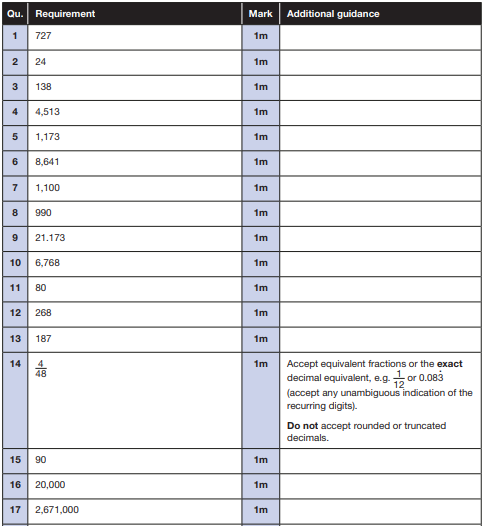 Qu. Requirement Mark Additional guidance
1 727 1m
2 24 1m
3 138 1m
4 4,513 1m
5 1,173 1m
6 8,641 1m
7 1,100 1m
8 990 1m
9 21.173 1m
10 6,768 1m
11 80 1m
12 268 1m
13 187 1m
14 4/48 1m Accept equivalent fractions or the exact
decimal equivalent, e.g. 1/12 or 0.083̇
(accept any unambiguous indication of the
recurring digits).
Do not accept rounded or truncated
decimals.
15 90 1m
16 20,000 1m
17 2,671,000 1m